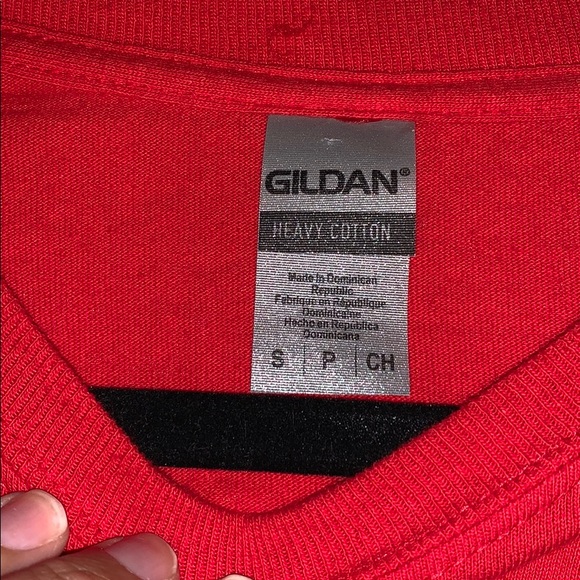 GILDAN®
HEAVY COTTON
Made in Dominican
Republic
Fabriqué en République
Dominicaine
Hecho en República
Dominicana
S | P | CH